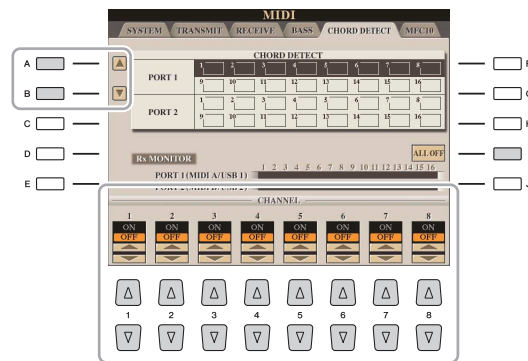 MIDI
SYSTEM TRANSMIT RECEIVE BASS CHORD DETECT MFC10
CHORD DETECT
A
PORT 1
1 2 3 4 5 6 7 8
B
9 10 11 12 13 14 15 16
C
PORT 2
1 2 3 4 5 6 7 8
9 10 11 12 13 14 15 16
D
Rx MONITOR
ALL OFF
1 2 3 4 5 6 7 8 9 10 11 12 13 14 15 16
E
PORT 1 (MIDI A/USB 1)
PORT 2 (MIDI B/USB 2)
CHANNEL
1 2 3 4 5 6 7 8
ON ON ON ON ON ON ON ON
OFF OFF OFF OFF OFF OFF OFF OFF
1 2 3 4 5 6 7 8